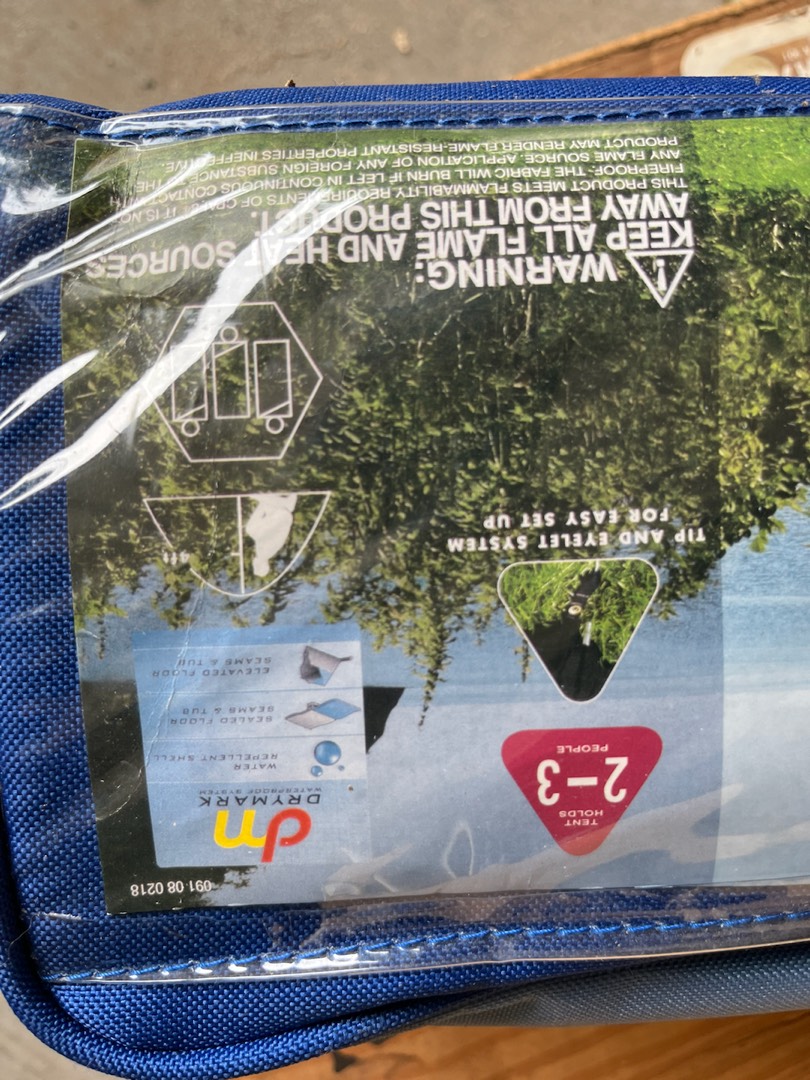 091 08 0218
dm
DRYMARK
WATERPROOF SYSTEM
WATER
REPELLENT SHELL
SEALED FLOOR
SEAMS & TUB
ELEVATED FLOOR
SEAMS & TUB
TENT
HOLDS
2-3
PEOPLE
4ft
TIP AND EYELET SYSTEM
FOR EASY SET UP
WARNING:
KEEP ALL FLAME AND HEAT SOURCES
AWAY FROM THIS PRODUCT.
THIS PRODUCT MEETS FLAMMABILITY REQUIREMENTS OF IT IS NOT
FIREPROOF. THE FABRIC WILL BURN IF LEFT IN CONTINUOUS CONTACT WITH
ANY FLAME SOURCE. APPLICATION OF ANY FOREIGN SUBSTANCE TO THE
PRODUCT MAY RENDER FLAME-RESISTANT PROPERTIES INEFFECTIVE.